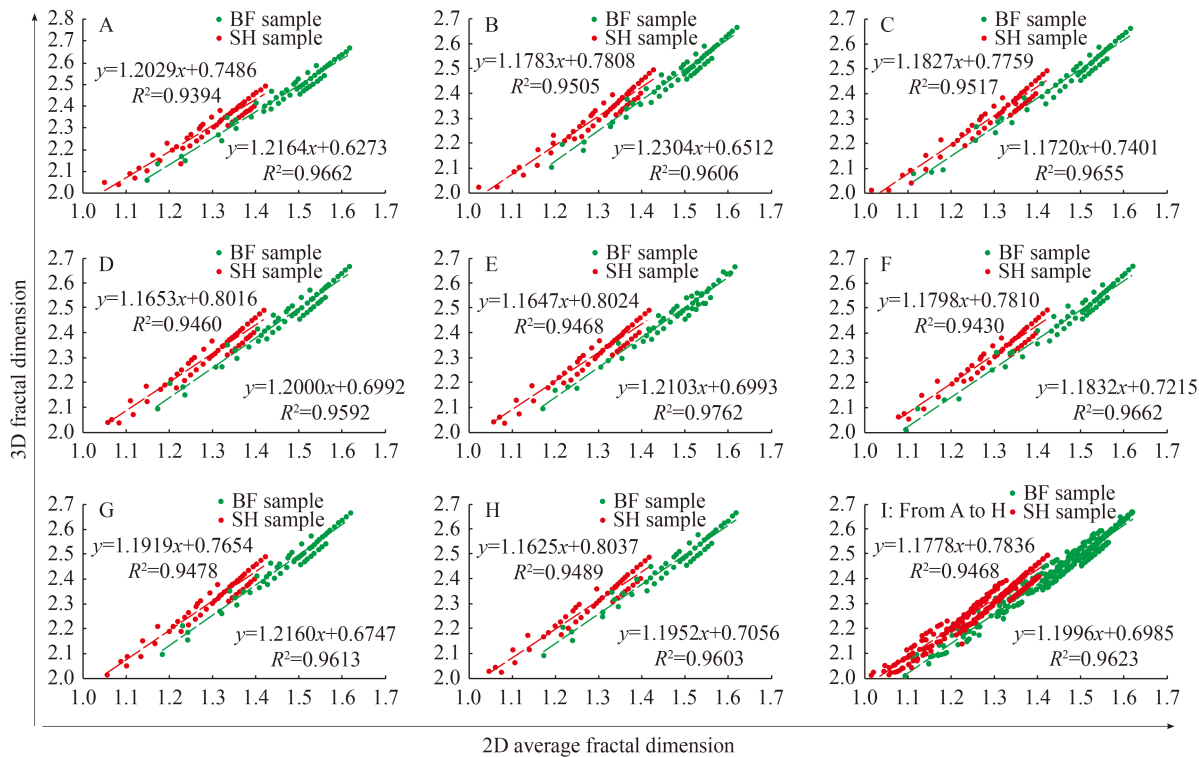 3D fractal dimension
A
BF sample
SH sample
y=1.2029x+0.7486
R²=0.9394
y=1.2164x+0.6273
R²=0.9662
2.8
2.7
2.6
2.5
2.4
2.3
2.2
2.1
2.0
1.0 1.1 1.2 1.3 1.4 1.5 1.6 1.7
B
BF sample
SH sample
y=1.1783x+0.7808
R²=0.9505
y=1.2304x+0.6512
R²=0.9606
2.7
2.6
2.5
2.4
2.3
2.2
2.1
2.0
1.0 1.1 1.2 1.3 1.4 1.5 1.6 1.7
C
BF sample
SH sample
y=1.1827x+0.7759
R²=0.9517
y=1.1720x+0.7401
R²=0.9655
2.7
2.6
2.5
2.4
2.3
2.2
2.1
2.0
1.0 1.1 1.2 1.3 1.4 1.5 1.6 1.7
D
BF sample
SH sample
y=1.1653x+0.8016
R²=0.9460
y=1.2000x+0.6992
R²=0.9592
2.7
2.6
2.5
2.4
2.3
2.2
2.1
2.0
1.0 1.1 1.2 1.3 1.4 1.5 1.6 1.7
E
BF sample
SH sample
y=1.1647x+0.8024
R²=0.9468
y=1.2103x+0.6993
R²=0.9762
2.7
2.6
2.5
2.4
2.3
2.2
2.1
2.0
1.0 1.1 1.2 1.3 1.4 1.5 1.6 1.7
F
BF sample
SH sample
y=1.1798x+0.7810
R²=0.9430
y=1.1832x+0.7215
R²=0.9662
2.7
2.6
2.5
2.4
2.3
2.2
2.1
2.0
1.0 1.1 1.2 1.3 1.4 1.5 1.6 1.7
G
BF sample
SH sample
y=1.1919x+0.7654
R²=0.9478
y=1.2160x+0.6747
R²=0.9613
2.7
2.6
2.5
2.4
2.3
2.2
2.1
2.0
1.0 1.1 1.2 1.3 1.4 1.5 1.6 1.7
H
BF sample
SH sample
y=1.1625x+0.8037
R²=0.9489
y=1.1952x+0.7056
R²=0.9603
2.7
2.6
2.5
2.4
2.3
2.2
2.1
2.0
1.0 1.1 1.2 1.3 1.4 1.5 1.6 1.7
BF sample
I: From A to H SH sample
y=1.1778x+0.7836
R²=0.9468
y=1.1996x+0.6985
R²=0.9623
2.7
2.6
2.5
2.4
2.3
2.2
2.1
2.0
1.0 1.1 1.2 1.3 1.4 1.5 1.6 1.7
2D average fractal dimension